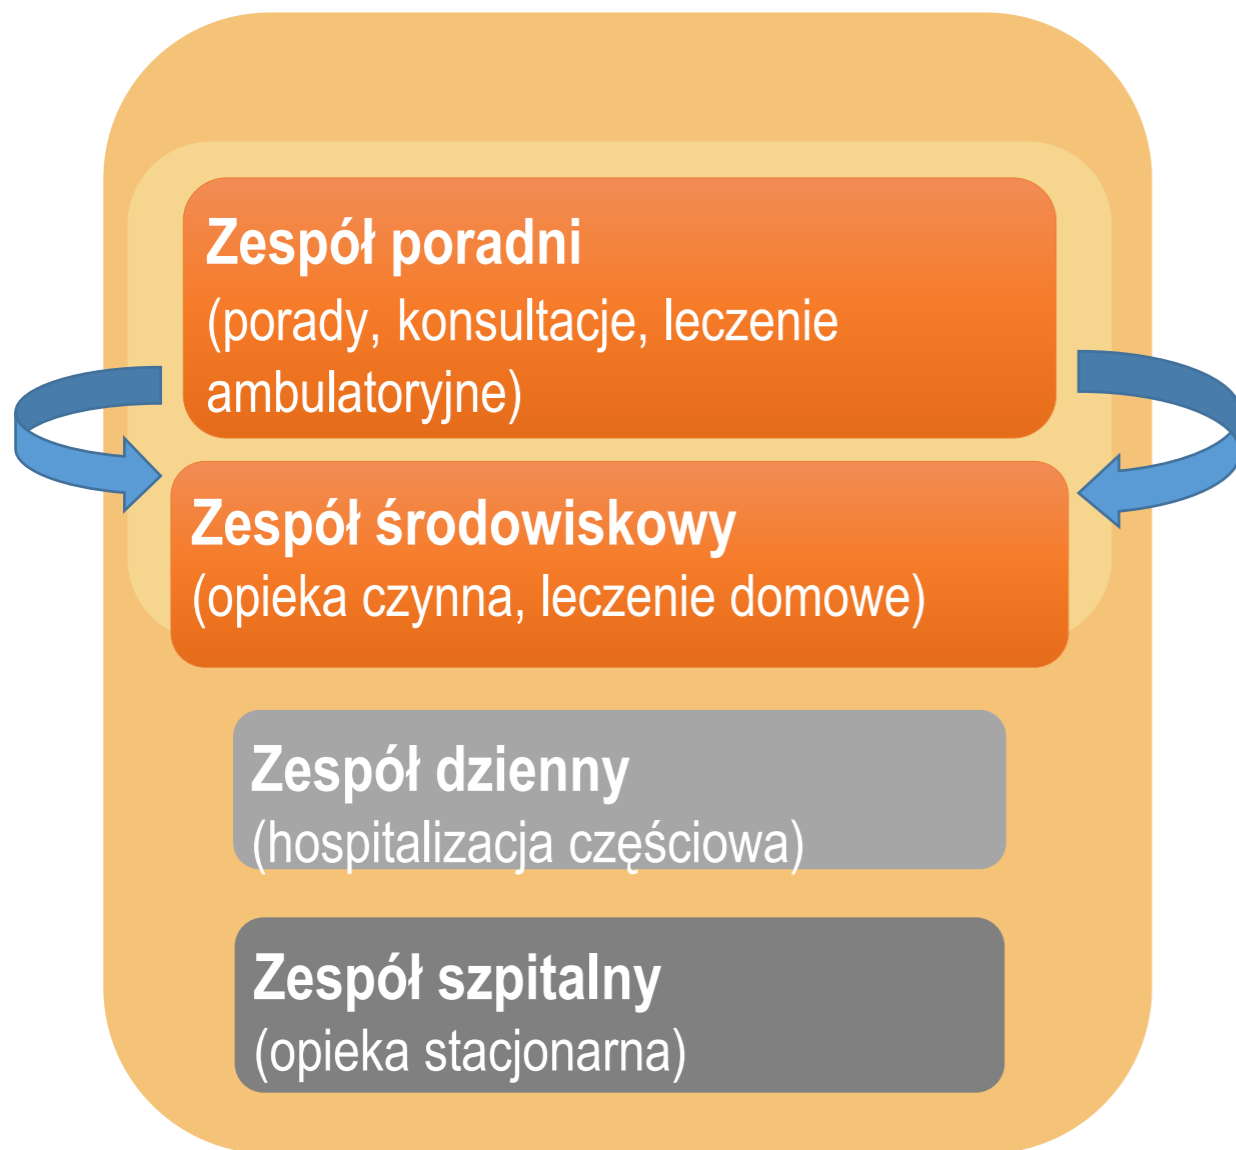 Zespół poradni
(porady, konsultacje, leczenie
ambulatoryjne)
Zespół środowiskowy
(opieka czynna, leczenie domowe)
Zespół dzienny
(hospitalizacja częściowa)
Zespół szpitalny
(opieka stacjonarna)